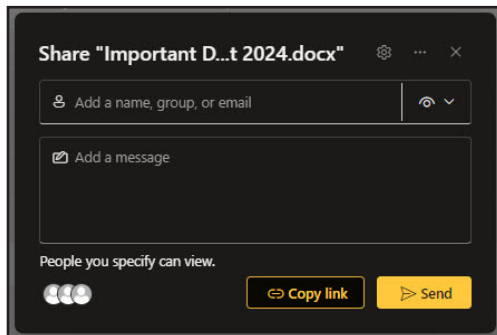 Share "Important D...t 2024.docx"
Add a name, group, or email
Add a message
People you specify can view.
Copy link
Send